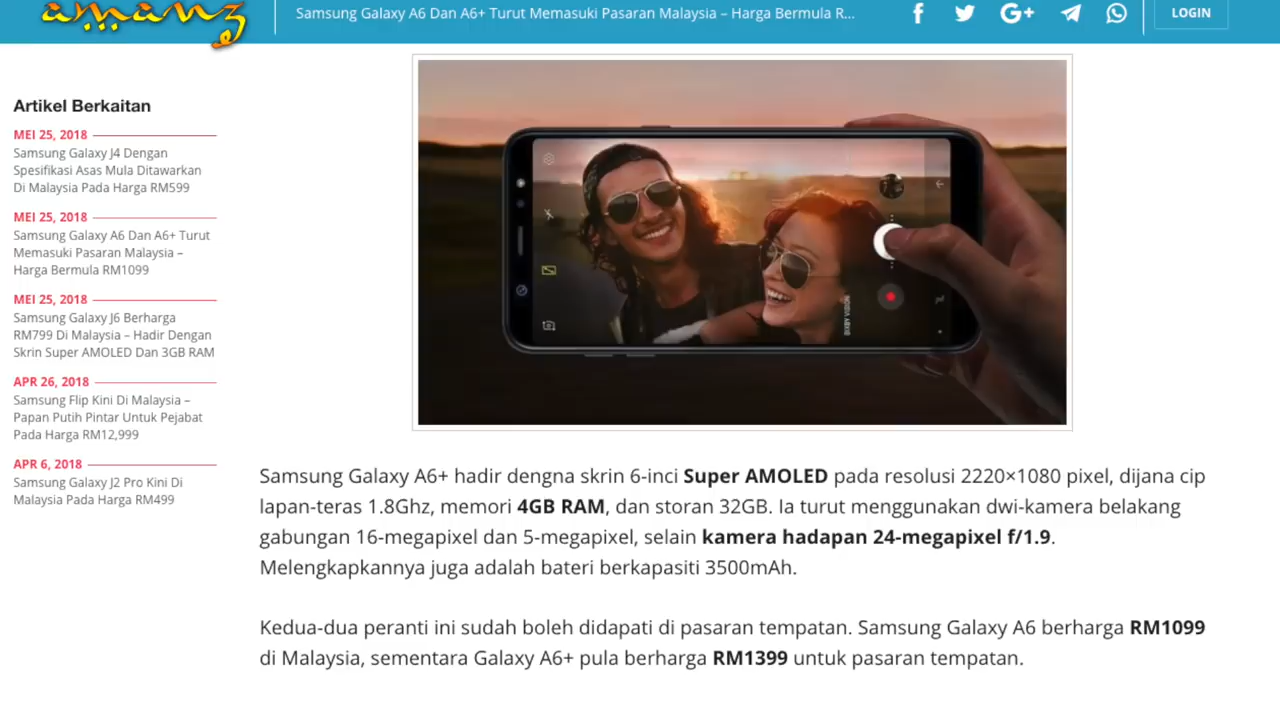 amanz
Samsung Galaxy A6 Dan A6+ Turut Memasuki Pasaran Malaysia – Harga Bermula R...
LOGIN
Artikel Berkaitan
MEI 25, 2018
Samsung Galaxy J4 Dengan
Spesifikasi Asas Mula Ditawarkan
Di Malaysia Pada Harga RM599
MEI 25, 2018
Samsung Galaxy A6 Dan A6+ Turut
Memasuki Pasaran Malaysia –
Harga Bermula RM1099
MEI 25, 2018
Samsung Galaxy J6 Berharga
RM799 Di Malaysia – Hadir Dengan
Skrin Super AMOLED Dan 3GB RAM
APR 26, 2018
Samsung Flip Kini Di Malaysia –
Papan Putih Pintar Untuk Pejabat
Pada Harga RM12,999
APR 6, 2018
Samsung Galaxy J2 Pro Kini Di
Malaysia Pada Harga RM499
BIXBY VISION
Samsung Galaxy A6+ hadir dengna skrin 6-inci Super AMOLED pada resolusi 2220×1080 pixel, dijana cip
lapan-teras 1.8Ghz, memori 4GB RAM, dan storan 32GB. Ia turut menggunakan dwi-kamera belakang
gabungan 16-megapixel dan 5-megapixel, selain kamera hadapan 24-megapixel f/1.9.
Melengkapkannya juga adalah bateri berkapasiti 3500mAh.
Kedua-dua peranti ini sudah boleh didapati di pasaran tempatan. Samsung Galaxy A6 berharga RM1099
di Malaysia, sementara Galaxy A6+ pula berharga RM1399 untuk pasaran tempatan.